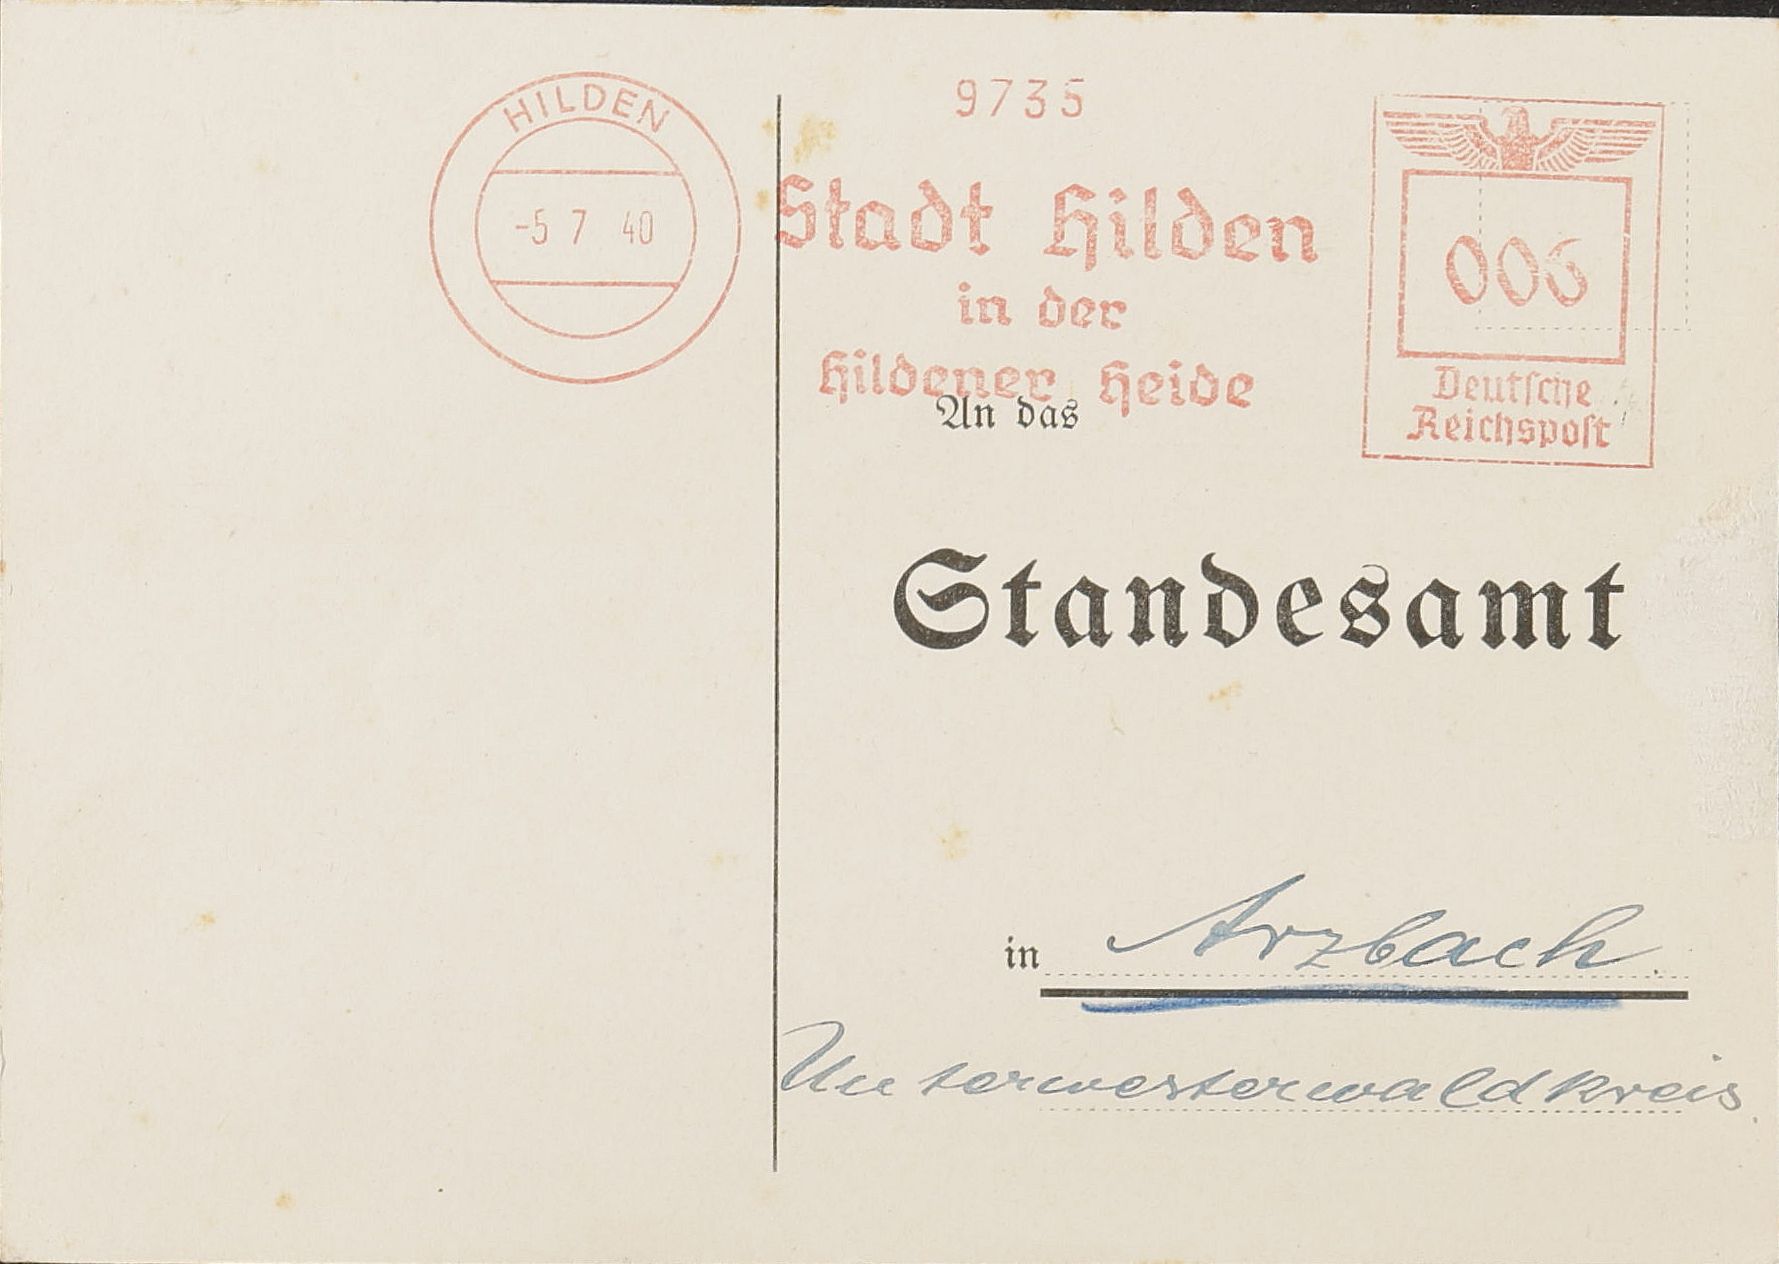 HILDEN
-5 7 40
9735
Stadt Hilden
in der
Hildener Heide
006
Deutsche
Reichspost
An das
Standesamt
in Arzbach.
Unterwesterwaldkreis.